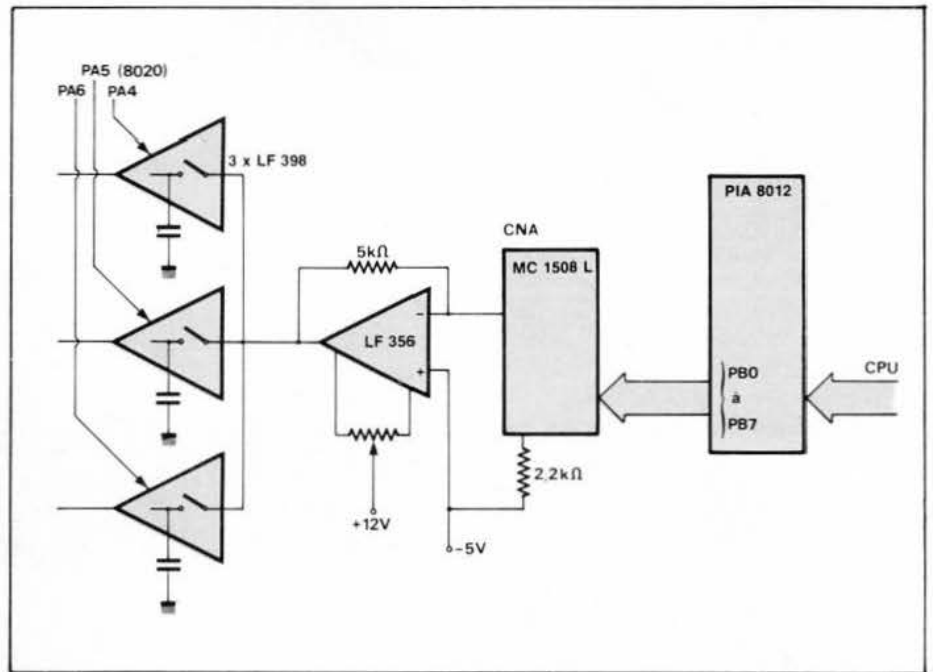 PA5 (8020)
PA6 PA4
3 x LF 398
5kΩ
-
LF 356
+
+12V
-5V
CNA
MC 1508 L
2,2kΩ
PIA 8012
PB0
à
PB7
CPU